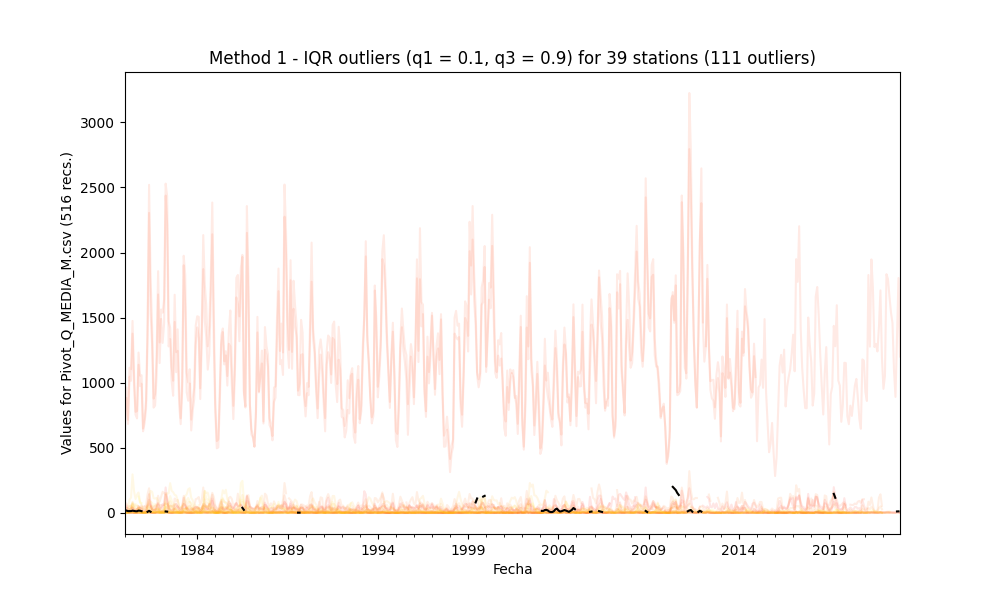 Method 1 - IQR outliers (q1 = 0.1, q3 = 0.9) for 39 stations (111 outliers)
Values for Pivot_Q_MEDIA_M.csv (516 recs.)
3000
2500
2000
1500
1000
500
0
1984 1989 1994 1999 2004 2009 2014 2019
Fecha